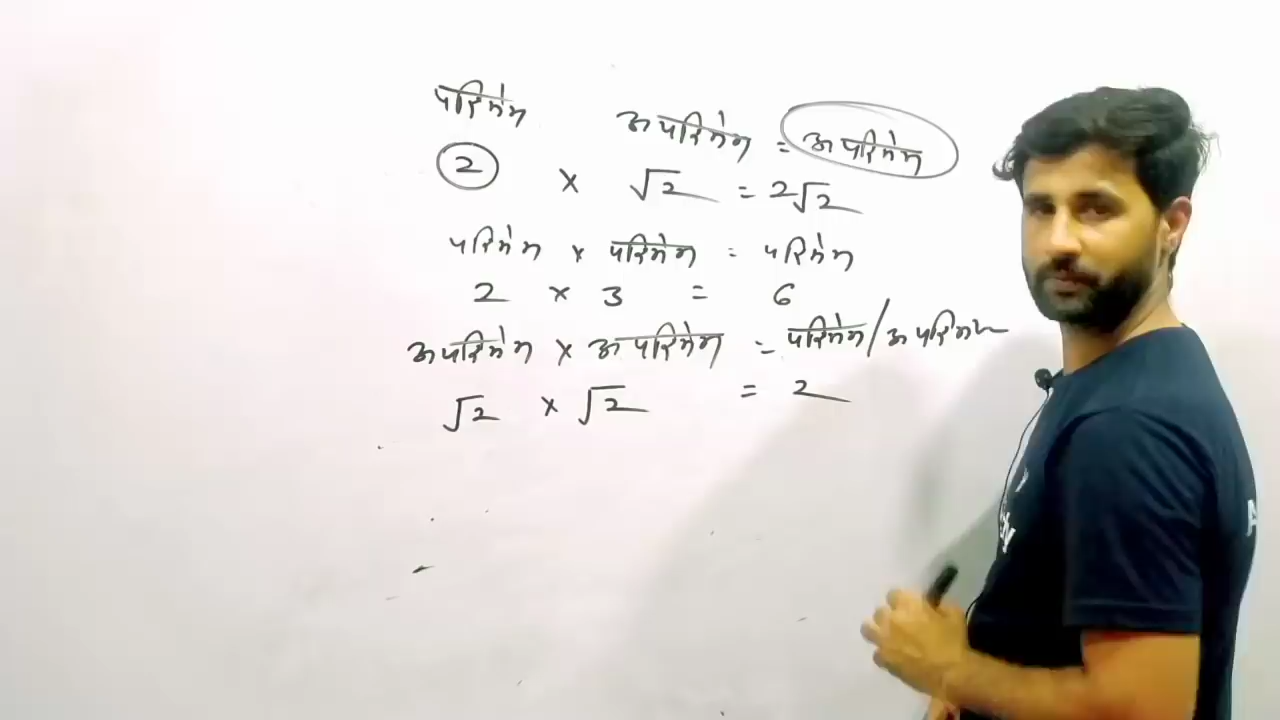 परिमेय अपरिमेय = अपरिमेय
2 × √2 = 2√2
परिमेय × परिमेय = परिमेय
2 × 3 = 6
अपरिमेय × अपरिमेय = परिमेय/अपरिमेय
√2 × √2 = 2